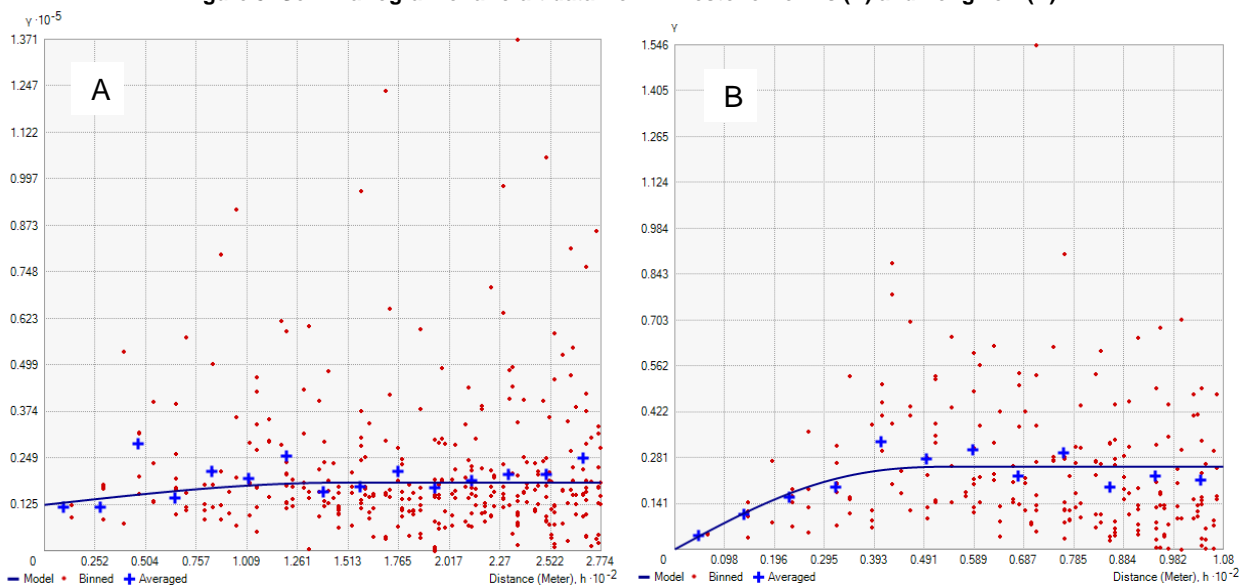 γ ·10⁻⁵
1.371
1.247
1.122
0.998
0.873
0.748
0.623
0.499
0.374
0.249
0.125
A
0 0.252 0.504 0.757 1.009 1.261 1.513 1.765 2.017 2.27 2.522 2.774
Distance (Meter), h ·10⁻²
Model Binned Averaged
γ
1.546
1.405
1.265
1.124
0.984
0.843
0.703
0.562
0.422
0.281
0.141
B
0 0.098 0.196 0.295 0.393 0.491 0.589 0.687 0.785 0.884 0.982 1.08
Distance (Meter), h ·10⁻²
Model Binned Averaged